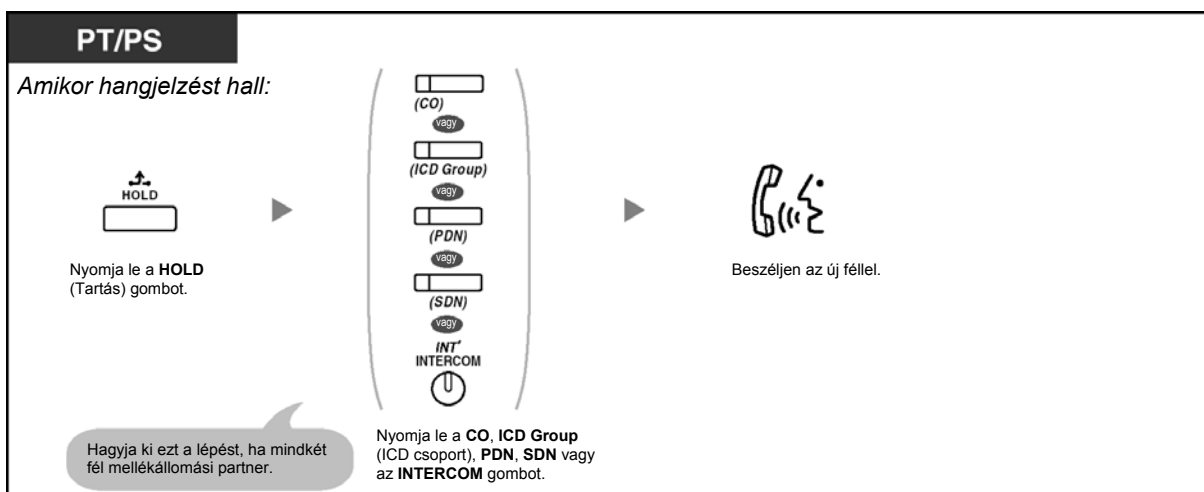 PT/PS
Amikor hangjelzést hall:
HOLD
Nyomja le a HOLD
(Tartás) gombot.
(CO)
vagy
(ICD Group)
vagy
(PDN)
vagy
(SDN)
vagy
INT'
INTERCOM
Hagyja ki ezt a lépést, ha mindkét
fél mellékállomási partner.
Nyomja le a CO, ICD Group
(ICD csoport), PDN, SDN vagy
az INTERCOM gombot.
Beszéljen az új féllel.